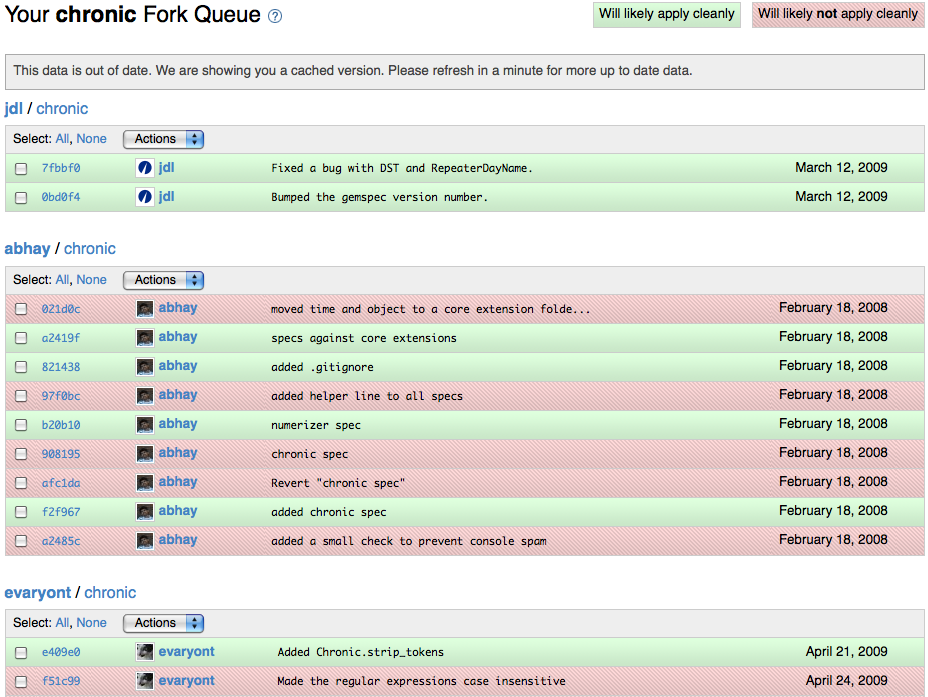 Your chronic Fork Queue ?
Will likely apply cleanly
Will likely not apply cleanly
This data is out of date. We are showing you a cached version. Please refresh in a minute for more up to date data.
jdl / chronic
Select: All, None Actions
7fbbf0 jdl Fixed a bug with DST and RepeaterDayName. March 12, 2009
0bd0f4 jdl Bumped the gemspec version number. March 12, 2009
abhay / chronic
Select: All, None Actions
021d0c abhay moved time and object to a core extension folde... February 18, 2008
a2419f abhay specs against core extensions February 18, 2008
821438 abhay added .gitignore February 18, 2008
97f0bc abhay added helper line to all specs February 18, 2008
b20b10 abhay numerizer spec February 18, 2008
908195 abhay chronic spec February 18, 2008
afc1da abhay Revert "chronic spec" February 18, 2008
f2f967 abhay added chronic spec February 18, 2008
a2485c abhay added a small check to prevent console spam February 18, 2008
evaryont / chronic
Select: All, None Actions
e409e0 evaryont Added Chronic.strip_tokens April 21, 2009
f51c99 evaryont Made the regular expressions case insensitive April 24, 2009